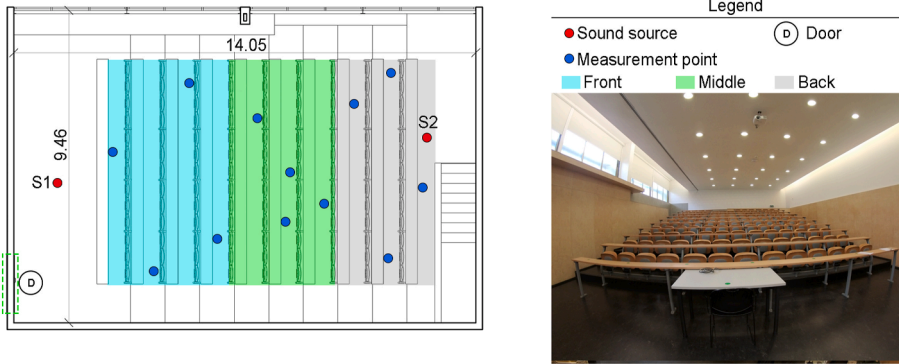 14.05
9.46
S1
S2
D
Legend
Sound source
D Door
Measurement point
Front Middle Back